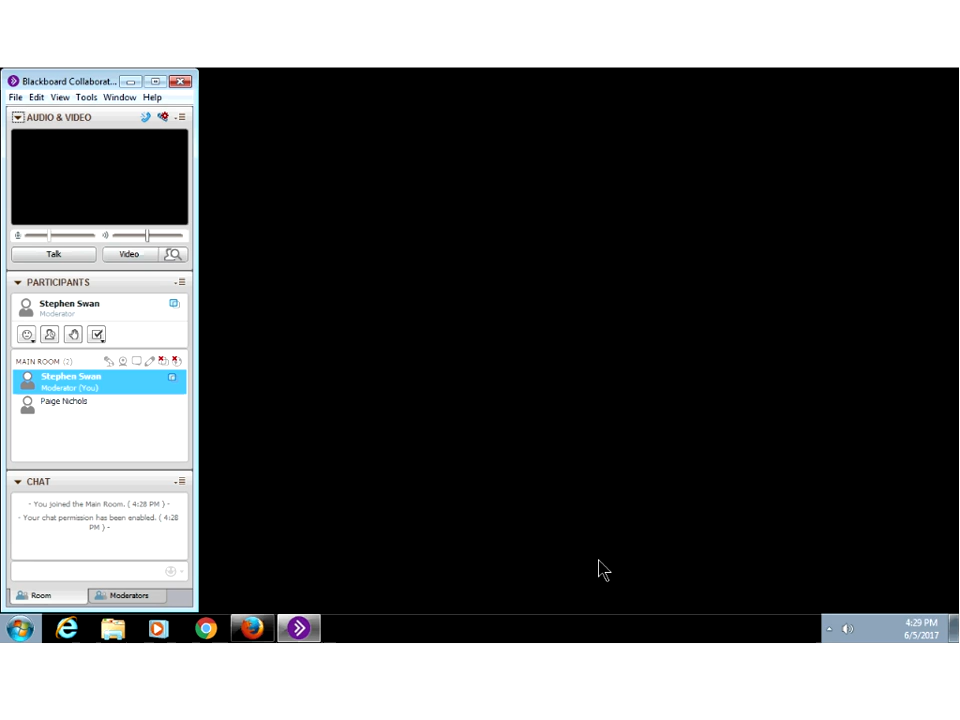 Blackboard Collaborat...
File Edit View Tools Window Help
AUDIO & VIDEO
Talk Video
PARTICIPANTS
Stephen Swan
Moderator
MAIN ROOM (2)
Stephen Swan
Moderator (You)
Paige Nichols
CHAT
- You joined the Main Room. ( 4:28 PM ) -
- Your chat permission has been enabled. ( 4:28
PM ) -
Room Moderators
4:29 PM
6/5/2017